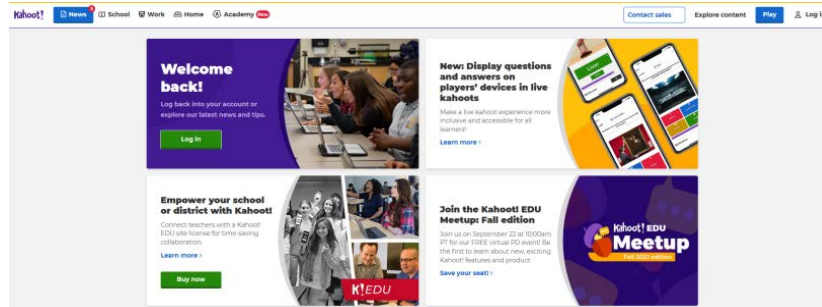 Kahoot!
News
School
Work
Home
Academy
New
Contact sales
Explore content
Play
Log i
Welcome
back!
Log back into your account or
explore our latest news and tips.
Log in
New: Display questions
and answers on
players' devices in live
kahoots
Make a live kahoot experience more
inclusive and accessible for all
learners!
Learn more ›
Empower your school
or district with Kahoot!
Connect teachers with a Kahoot!
EDU site license for time-saving
collaboration.
Learn more ›
Buy now
K!EDU
Join the Kahoot! EDU
Meetup: Fall edition
Join us on September 22 at 10:00am
PT for our FREE virtual PD event! Be
the first to learn about new, exciting
Kahoot! features and product
Save your seat! ›
Kahoot! EDU
Meetup
Fall 2021 edition